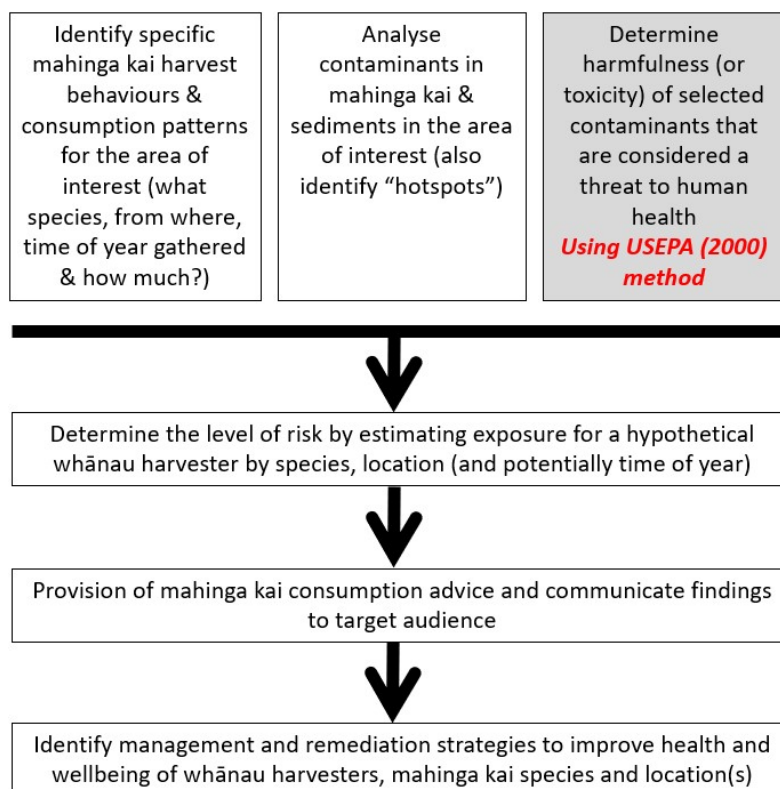 Identify specific
mahinga kai harvest
behaviours &
consumption patterns
for the area of
interest (what
species, from where,
time of year gathered
& how much?)
Analyse
contaminants in
mahinga kai &
sediments in the area
of interest (also
identify “hotspots”)
Determine
harmfulness (or
toxicity) of selected
contaminants that
are considered a
threat to human
health
Using USEPA (2000)
method
Determine the level of risk by estimating exposure for a hypothetical
whānau harvester by species, location (and potentially time of year)
Provision of mahinga kai consumption advice and communicate findings
to target audience
Identify management and remediation strategies to improve health and
wellbeing of whānau harvesters, mahinga kai species and location(s)